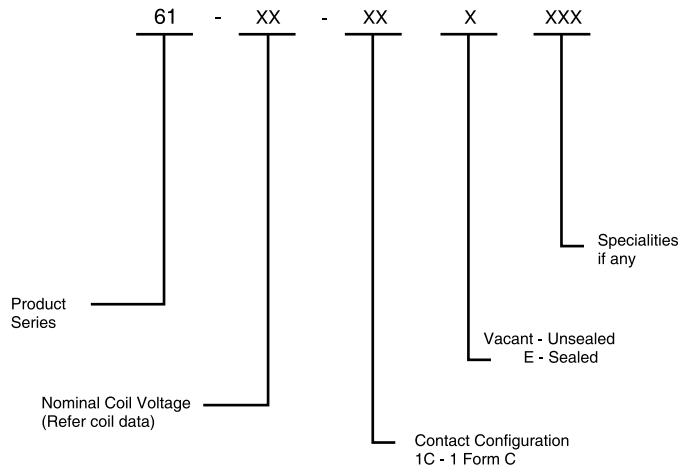 61 - XX - XX X XXX
Specialities
if any
Product
Series
Vacant - Unsealed
E - Sealed
Nominal Coil Voltage
(Refer coil data)
Contact Configuration
1C - 1 Form C